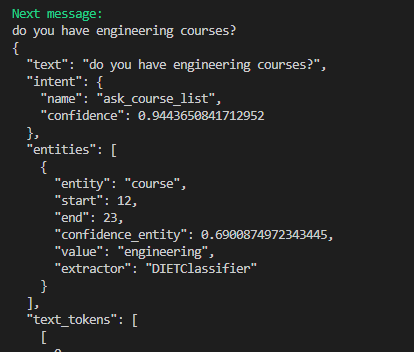 Next message:
do you have engineering courses?
{
  "text": "do you have engineering courses?",
  "intent": {
    "name": "ask_course_list",
    "confidence": 0.9443650841712952
  },
  "entities": [
    {
      "entity": "course",
      "start": 12,
      "end": 23,
      "confidence_entity": 0.6900874972343445,
      "value": "engineering",
      "extractor": "DIETClassifier"
    }
  ],
  "text_tokens": [
    [
      0